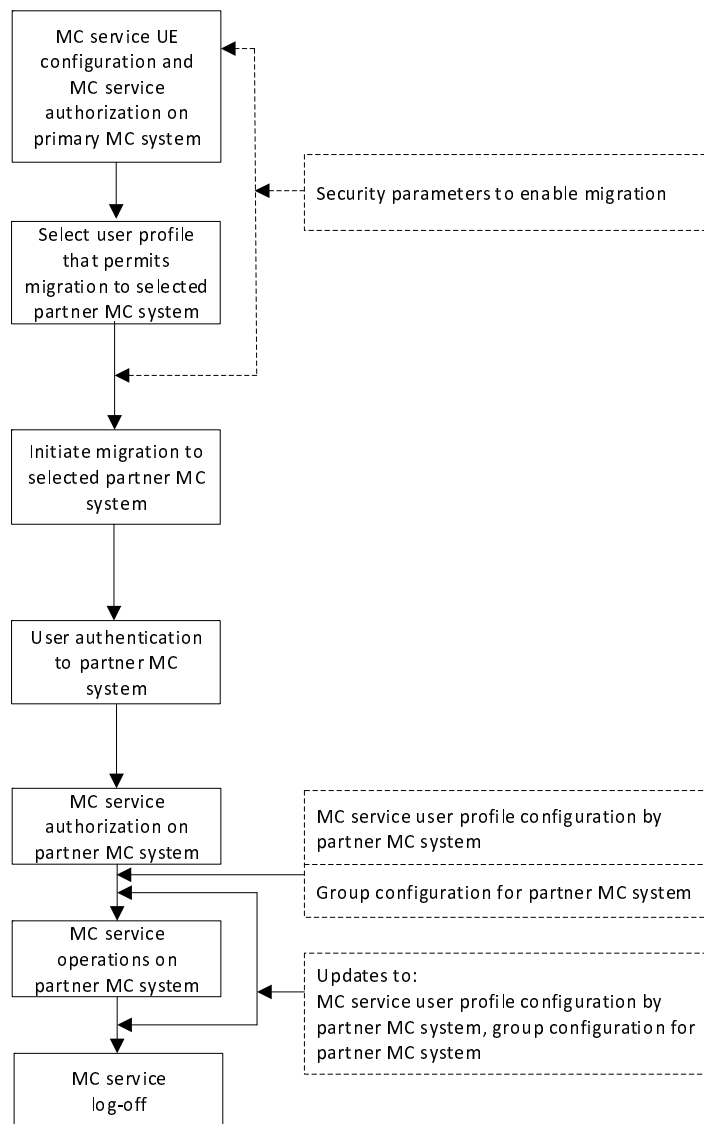 MC service UE
configuration and
MC service
authorization on
primary MC system
Security parameters to enable migration
Select user profile
that permits
migration to selected
partner MC system
Initiate migration to
selected partner MC
system
User authentication
to partner MC
system
MC service
authorization on
partner MC system
MC service user profile configuration by
partner MC system
Group configuration for partner MC system
MC service
operations on
partner MC system
Updates to:
MC service user profile configuration by
partner MC system, group configuration for
partner MC system
MC service
log-off